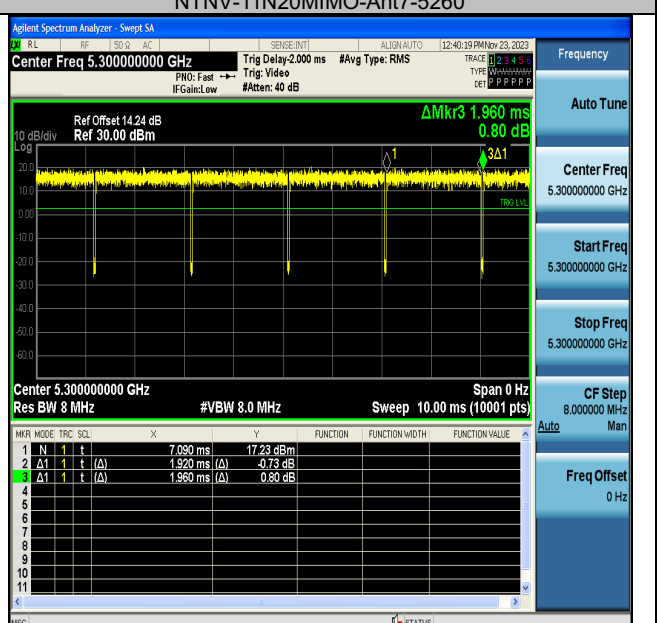 NTNV-11N20MIMO-Ant7-5260
Agilent Spectrum Analyzer - Swept SA
RL RF 50 Ω AC SENSE:INT ALIGN AUTO 12:40:19 PM Nov 23, 2023
Center Freq 5.300000000 GHz
PNO: Fast
IFGain:Low
Trig Delay-2.000 ms
Trig: Video
#Atten: 40 dB
#Avg Type: RMS
TRACE 1 2 3 4 5 6
TYPE
DET P P P P P P
ΔMkr3 1.960 ms
0.80 dB
Ref Offset 14.24 dB
10 dB/div Ref 30.00 dBm
Log
20.0
10.0
0.00
-10.0
-20.0
-30.0
-40.0
-50.0
-60.0
1
3Δ1
TRIG LVL
Center 5.300000000 GHz Span 0 Hz
Res BW 8 MHz #VBW 8.0 MHz Sweep 10.00 ms (10001 pts)
MKR MODE TRC SCL X Y FUNCTION FUNCTION WIDTH FUNCTION VALUE
1 N 1 t 7.090 ms 17.23 dBm
2 Δ1 1 t (Δ) 1.920 ms (Δ) -0.73 dB
3 Δ1 1 t (Δ) 1.960 ms (Δ) 0.80 dB
4
5
6
7
8
9
10
11
MSG STATUS
Frequency
Auto Tune
Center Freq
5.300000000 GHz
Start Freq
5.300000000 GHz
Stop Freq
5.300000000 GHz
CF Step
8.000000 MHz
Auto Man
Freq Offset
0 Hz